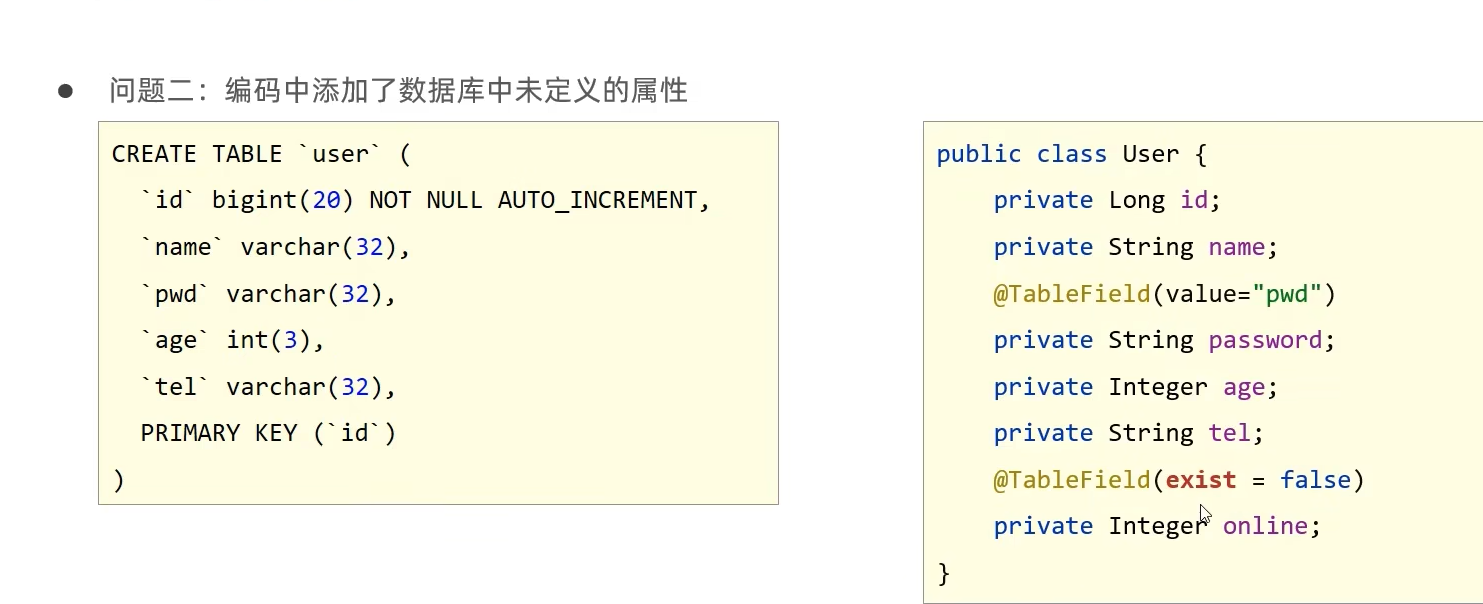 ● 问题二：编码中添加了数据库中未定义的属性
CREATE TABLE `user` (
`id` bigint(20) NOT NULL AUTO_INCREMENT,
`name` varchar(32),
`pwd` varchar(32),
`age` int(3),
`tel` varchar(32),
PRIMARY KEY (`id`)
)
public class User {
private Long id;
private String name;
@TableField(value="pwd")
private String password;
private Integer age;
private String tel;
@TableField(exist = false)
private Integer online;
}